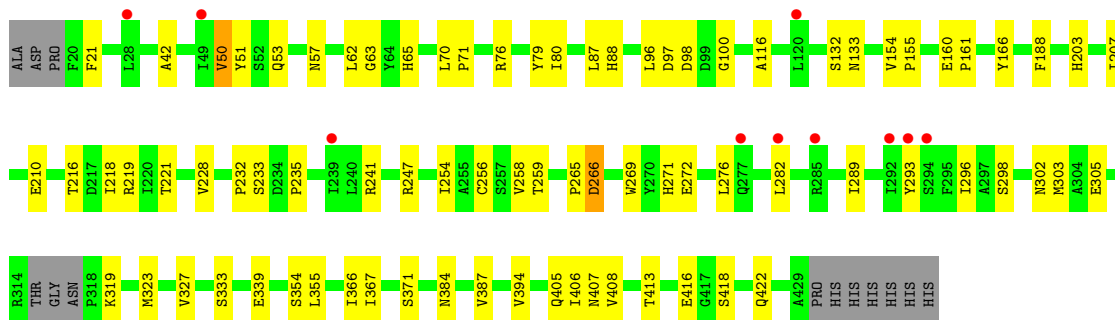 ALA ASP PRO F20 F21 L28 A42 I49 V50 Y51 S52 Q53 N57 L62 G63 Y64 H65 L70 P71 R76 Y79 I80 L87 H88 L96 D97 D98 D99 G100 A116 L120 S132 N133 V154 P155 E160 P161 Y166 F188 H203
E210 T216 D217 I218 R219 I220 T221 V228 P232 S233 D234 P235 I239 L240 R241 R247 I254 A255 C256 S257 V258 T259 P265 D266 W269 Y270 H271 E272 L276 Q277 L282 R285 I289 I292 Y293 S294 F295 I296 A297 S298 N302 M303 A304 E305
R314 THR GLY ASN P318 K319 M323 V327 S333 E339 S354 L355 I366 I367 S371 N384 V387 V394 Q405 I406 N407 V408 T413 E416 G417 S418 Q422 A429 PRO HIS HIS HIS HIS HIS HIS